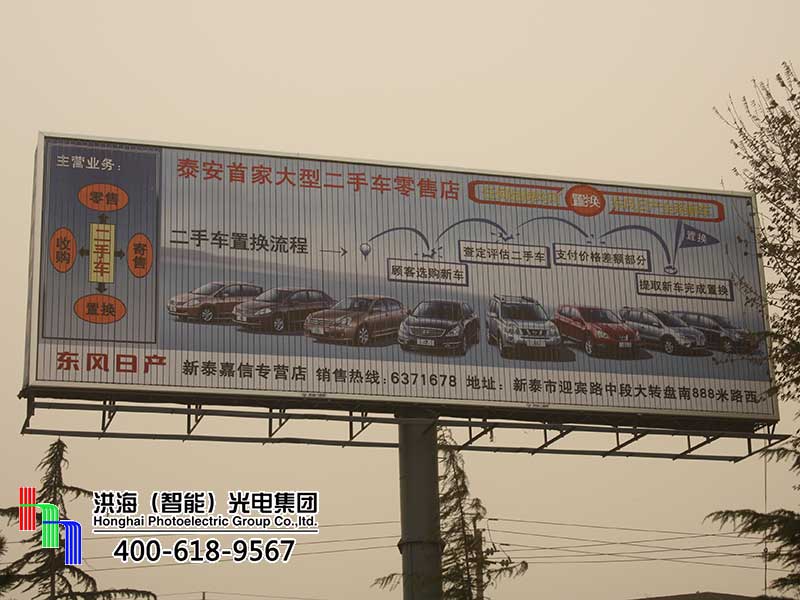 主营业务：
零售
收购
二手车
寄售
置换
泰安首家大型二手车零售店
置换
二手车置换流程
顾客选购新车
查定评估二手车
支付价格差额部分
提取新车完成置换
置换
东风日产
新泰嘉信专营店 销售热线：6371678 地址：新泰市迎宾路中段大转盘南888米路西
洪海（智能）光电集团
Honghai Photoelectric Group Co.,ltd.
400-618-9567